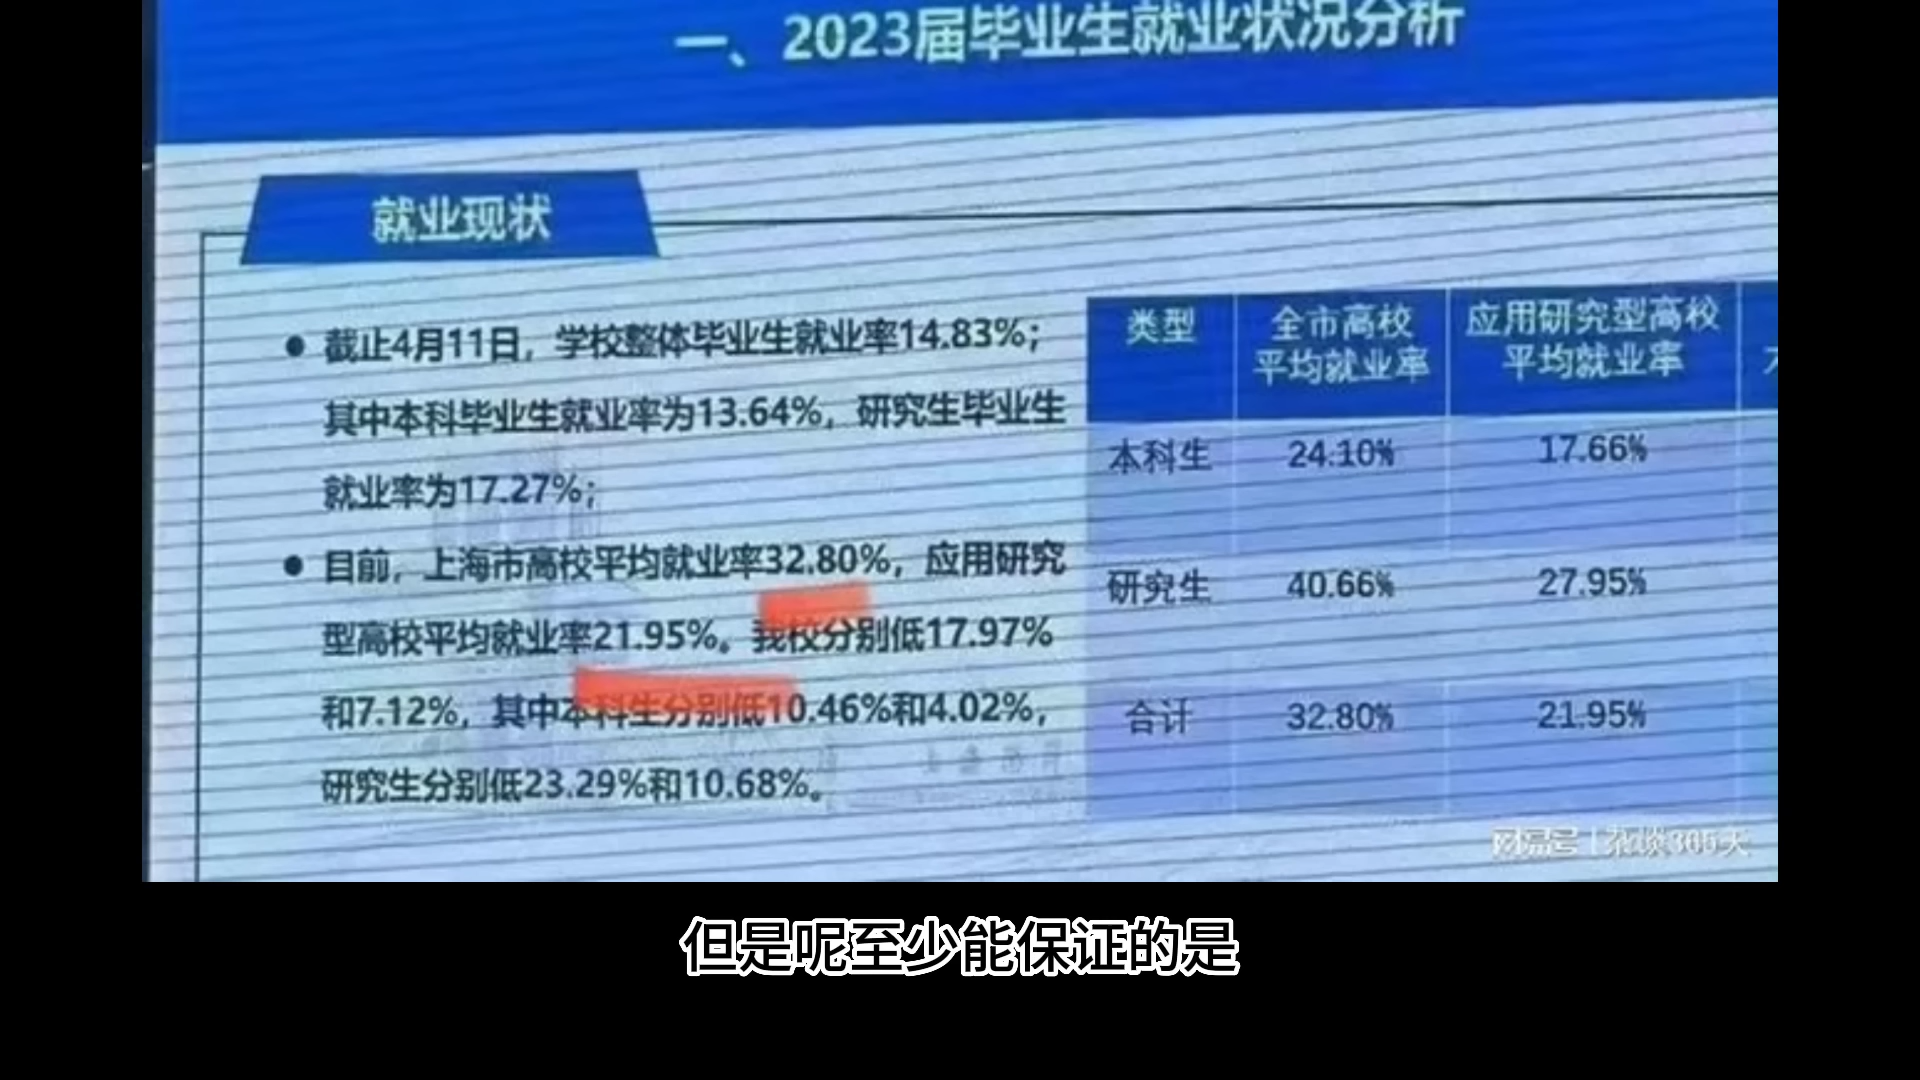 一、2023届毕业生就业状况分析
就业现状
● 截止4月11日，学校整体毕业生就业率14.83%；
其中本科毕业生就业率为13.64%，研究生毕业生
就业率为17.27%；
● 目前，上海市高校平均就业率32.80%，应用研究
型高校平均就业率21.95%。我校分别低17.97%
和7.12%，其中本科生分别低10.46%和4.02%，
研究生分别低23.29%和10.68%。
类型 全市高校平均就业率 应用研究型高校平均就业率
本科生 24.10% 17.66%
研究生 40.66% 27.95%
合计 32.80% 21.95%
网易号 | 杂谈365天
但是呢至少能保证的是